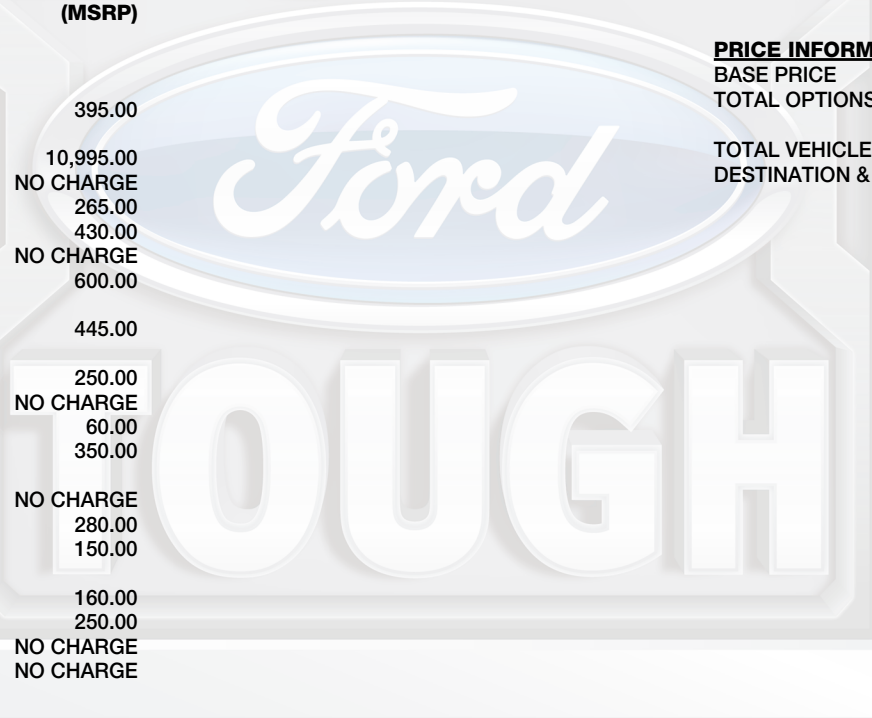 (MSRP)
395.00
10,995.00
NO CHARGE
265.00
430.00
NO CHARGE
600.00
445.00
250.00
NO CHARGE
60.00
350.00
NO CHARGE
280.00
150.00
160.00
250.00
NO CHARGE
NO CHARGE
PRICE INFORM
BASE PRICE
TOTAL OPTIONS
TOTAL VEHICLE
DESTINATION &
Ford
TOUGH